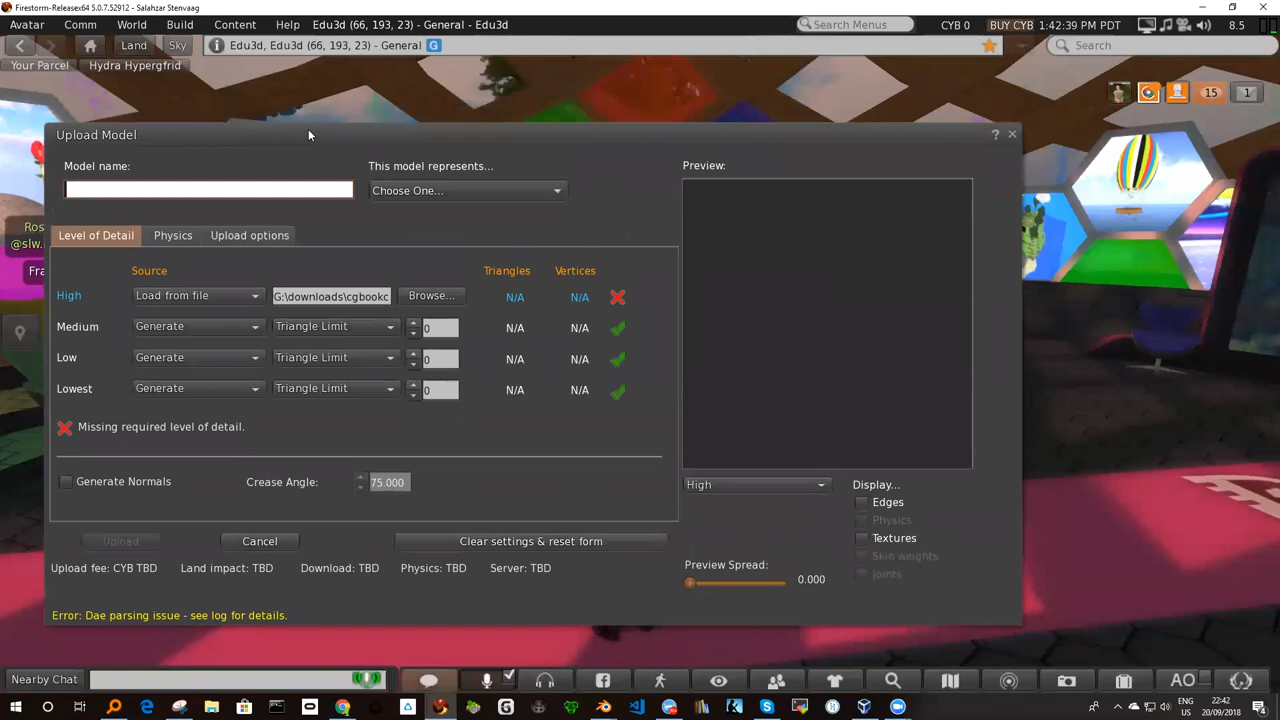 Firestorm-Releasex64 5.0.7.52912 - Salahzar Stenvaag
Avatar Comm World Build Content Help Edu3d, Edu3d (66, 193, 23) - General - Edu3d Search Menus CYB 0 BUY CYB 1:42:39 PM PDT 8.5
Land Sky Edu3d, Edu3d (66, 193, 23) - General G Search
Your Parcel Hydra Hypergfrid
15 1
Upload Model ?
Model name: This model represents... Preview:
Choose One...
Ros
@slw.
Fra
Level of Detail Physics Upload options
Source Triangles Vertices
High Load from file G:\downloads\cgbookc Browse... N/A N/A
Medium Generate Triangle Limit 0 N/A N/A
Low Generate Triangle Limit 0 N/A N/A
Lowest Generate Triangle Limit 0 N/A N/A
Missing required level of detail.
Generate Normals Crease Angle: 75.000
High Display...
Edges
Physics
Textures
Skin weights
Joints
Preview Spread: 0.000
Upload Cancel Clear settings & reset form
Upload fee: CYB TBD Land impact: TBD Download: TBD Physics: TBD Server: TBD
Error: Dae parsing issue - see log for details.
Nearby Chat AO
ENG
US
22:42
20/09/2018